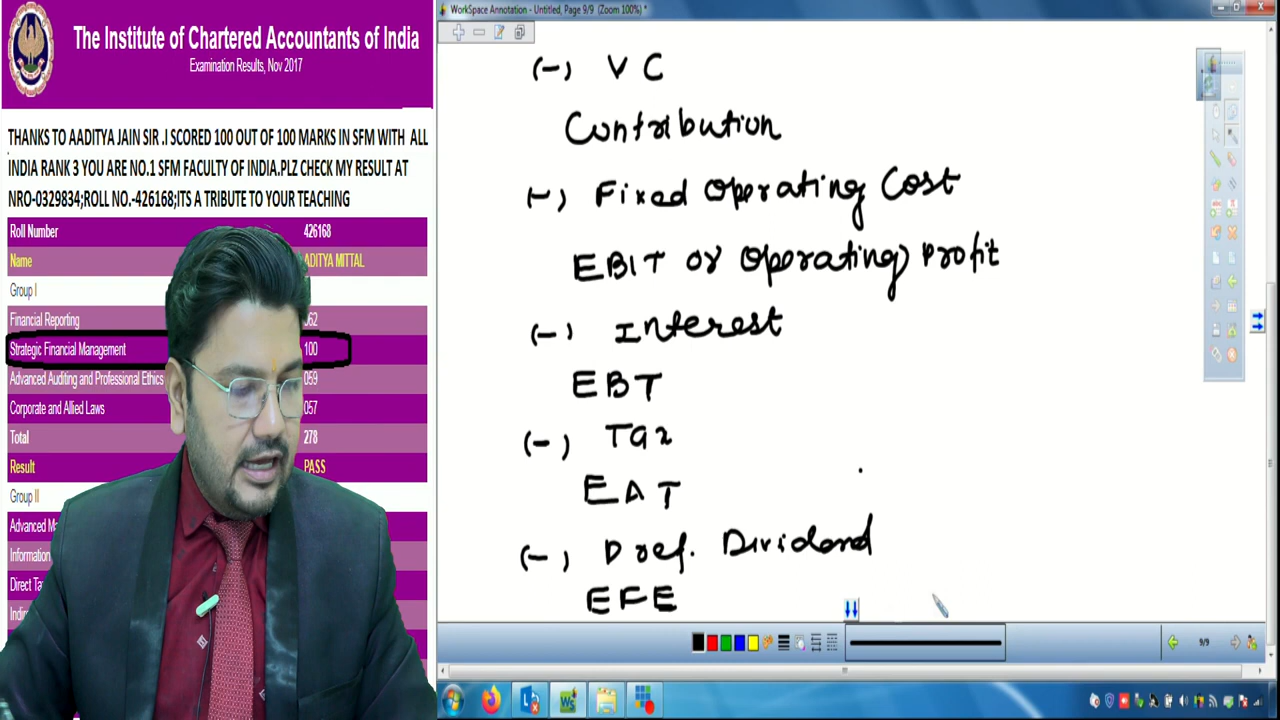 The Institute of Chartered Accountants of India
Examination Results, Nov 2017
THANKS TO AADITYA JAIN SIR .I SCORED 100 OUT OF 100 MARKS IN SFM WITH ALL
INDIA RANK 3 YOU ARE NO.1 SFM FACULTY OF INDIA.PLZ CHECK MY RESULT AT
NRO-0329834;ROLL NO.-426168;ITS A TRIBUTE TO YOUR TEACHING
Roll Number 426168
Name ADITYA MITTAL
Group I
Financial Reporting 062
Strategic Financial Management 100
Advanced Auditing and Professional Ethics 059
Corporate and Allied Laws 057
Total 278
Result PASS
Group II
Advanced
Information
Direct
WorkSpace Annotation - Untitled, Page 9/9 (Zoom 100%) *
(-) VC
Contribution
(-) Fixed Operating Cost
EBIT or Operating Profit
(-) Interest
EBT
(-) Tax
EAT
(-) Pref. Dividend
EFE
9/9